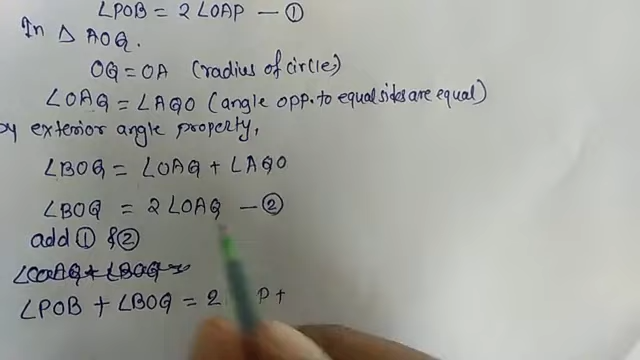 ∠POB = 2∠OAP — ①
In △ AOQ.
OQ = OA (radius of circle)
∠OAQ = ∠AQO (angle opp. to equal sides are equal)
by exterior angle property,
∠BOQ = ∠OAQ + ∠AQO
∠BOQ = 2∠OAQ — ②
add ① & ②
∠POB + ∠BOQ = 2 P +